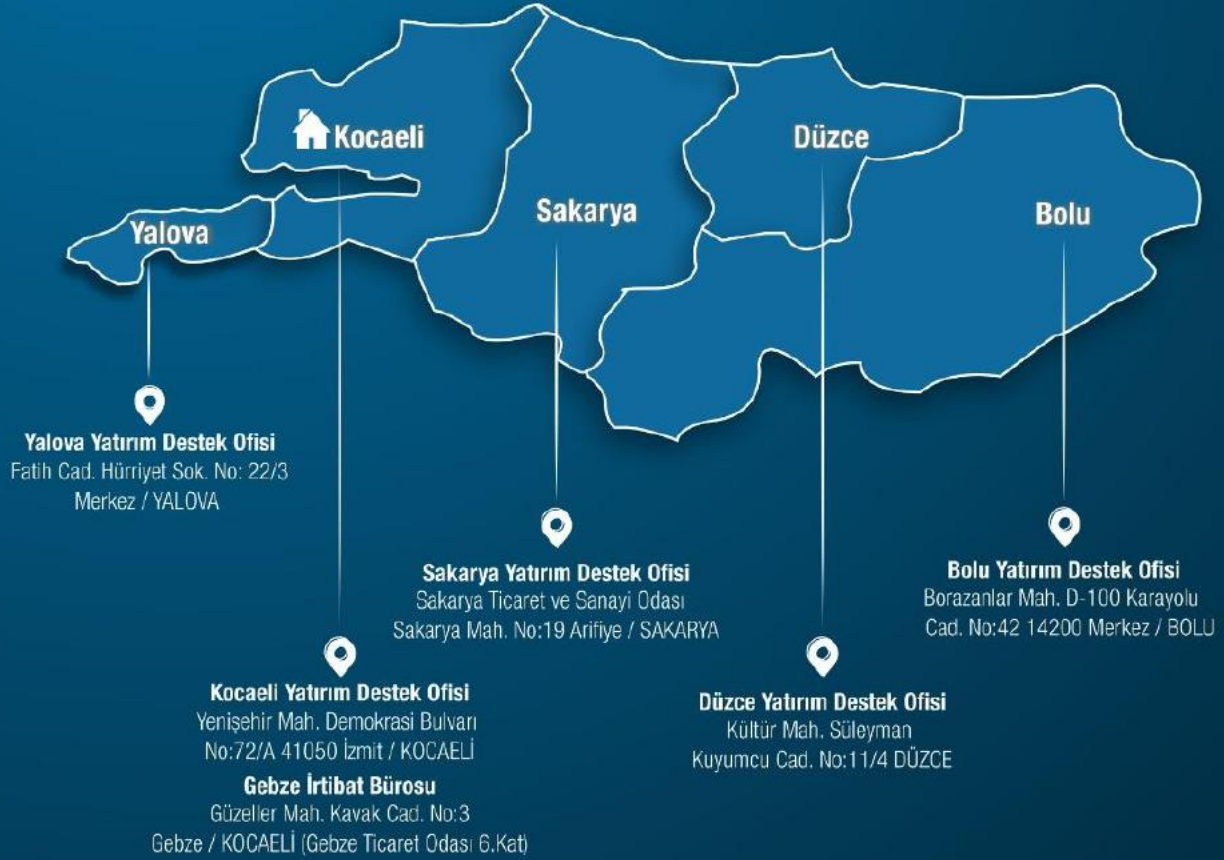 Kocaeli
Düzce
Sakarya
Bolu
Yalova
Yalova Yatırım Destek Ofisi
Fatih Cad. Hürriyet Sok. No: 22/3
Merkez / YALOVA
Sakarya Yatırım Destek Ofisi
Sakarya Ticaret ve Sanayi Odası
Sakarya Mah. No:19 Arifiye / SAKARYA
Bolu Yatırım Destek Ofisi
Borazanlar Mah. D-100 Karayolu
Cad. No:42 14200 Merkez / BOLU
Kocaeli Yatırım Destek Ofisi
Yenişehir Mah. Demokrasi Bulvarı
No:72/A 41050 İzmit / KOCAELİ
Gebze İrtibat Bürosu
Güzeller Mah. Kavak Cad. No:3
Gebze / KOCAELİ (Gebze Ticaret Odası 6.Kat)
Düzce Yatırım Destek Ofisi
Kültür Mah. Süleyman
Kuyumcu Cad. No:11/4 DÜZCE